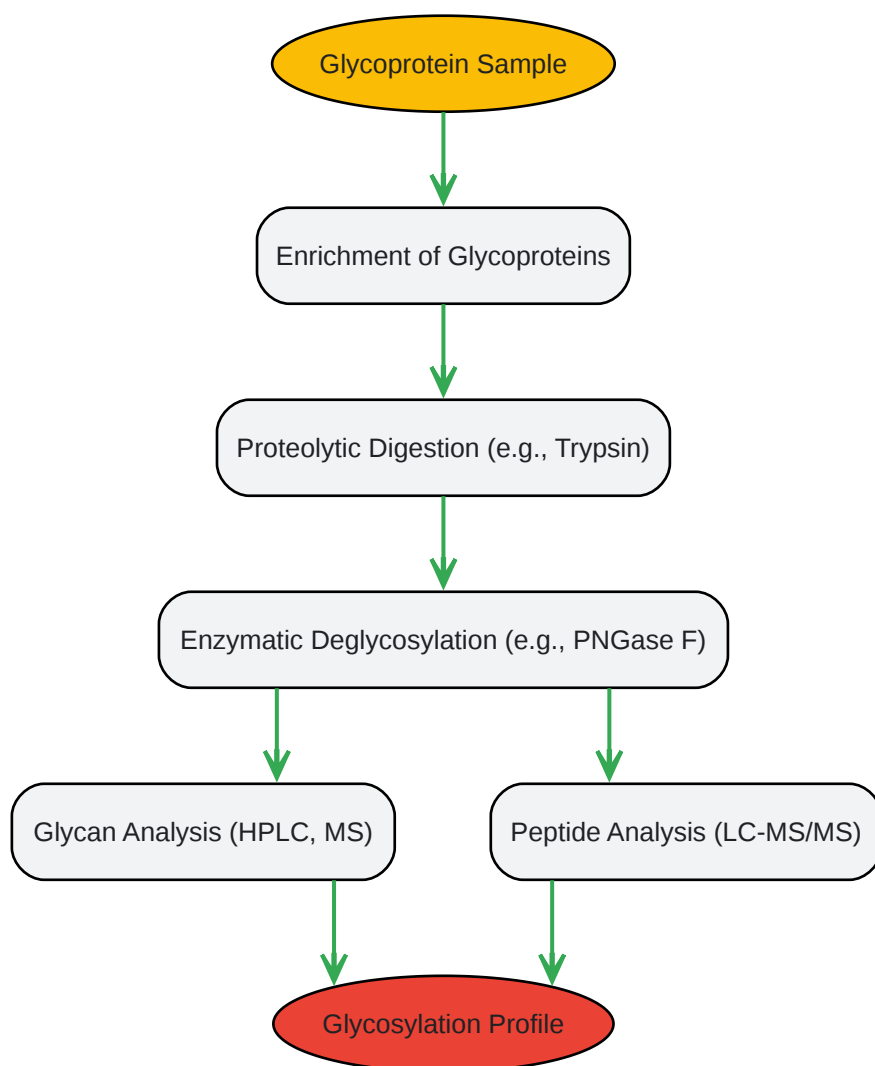 Glycoprotein Sample
Enrichment of Glycoproteins
Proteolytic Digestion (e.g., Trypsin)
Enzymatic Deglycosylation (e.g., PNGase F)
Glycan Analysis (HPLC, MS)
Peptide Analysis (LC-MS/MS)
Glycosylation Profile